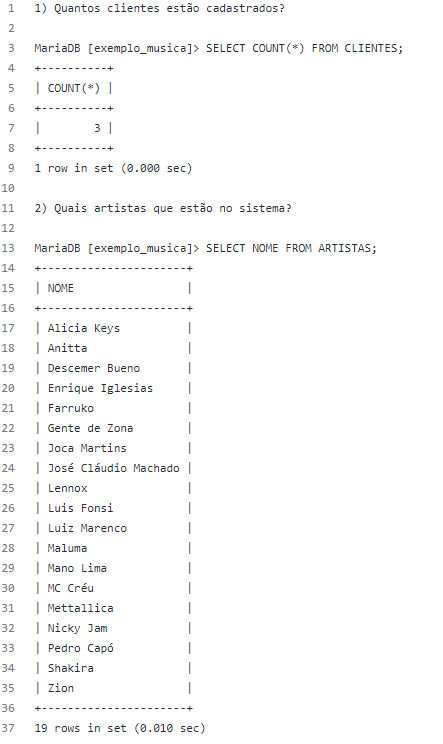 1 1) Quantos clientes estão cadastrados?
2
3 MariaDB [exemplo_musica]> SELECT COUNT(*) FROM CLIENTES;
4 +----------+
5 | COUNT(*) |
6 +----------+
7 |        3 |
8 +----------+
9 1 row in set (0.000 sec)
10
11 2) Quais artistas que estão no sistema?
12
13 MariaDB [exemplo_musica]> SELECT NOME FROM ARTISTAS;
14 +----------------------+
15 | NOME                 |
16 +----------------------+
17 | Alicia Keys          |
18 | Anitta               |
19 | Descemer Bueno       |
20 | Enrique Iglesias     |
21 | Farruko              |
22 | Gente de Zona        |
23 | Joca Martins         |
24 | José Cláudio Machado |
25 | Lennox               |
26 | Luis Fonsi           |
27 | Luiz Marenco         |
28 | Maluma               |
29 | Mano Lima            |
30 | MC Créu              |
31 | Mettallica           |
32 | Nicky Jam            |
33 | Pedro Capó           |
34 | Shakira              |
35 | Zion                 |
36 +----------------------+
37 19 rows in set (0.010 sec)